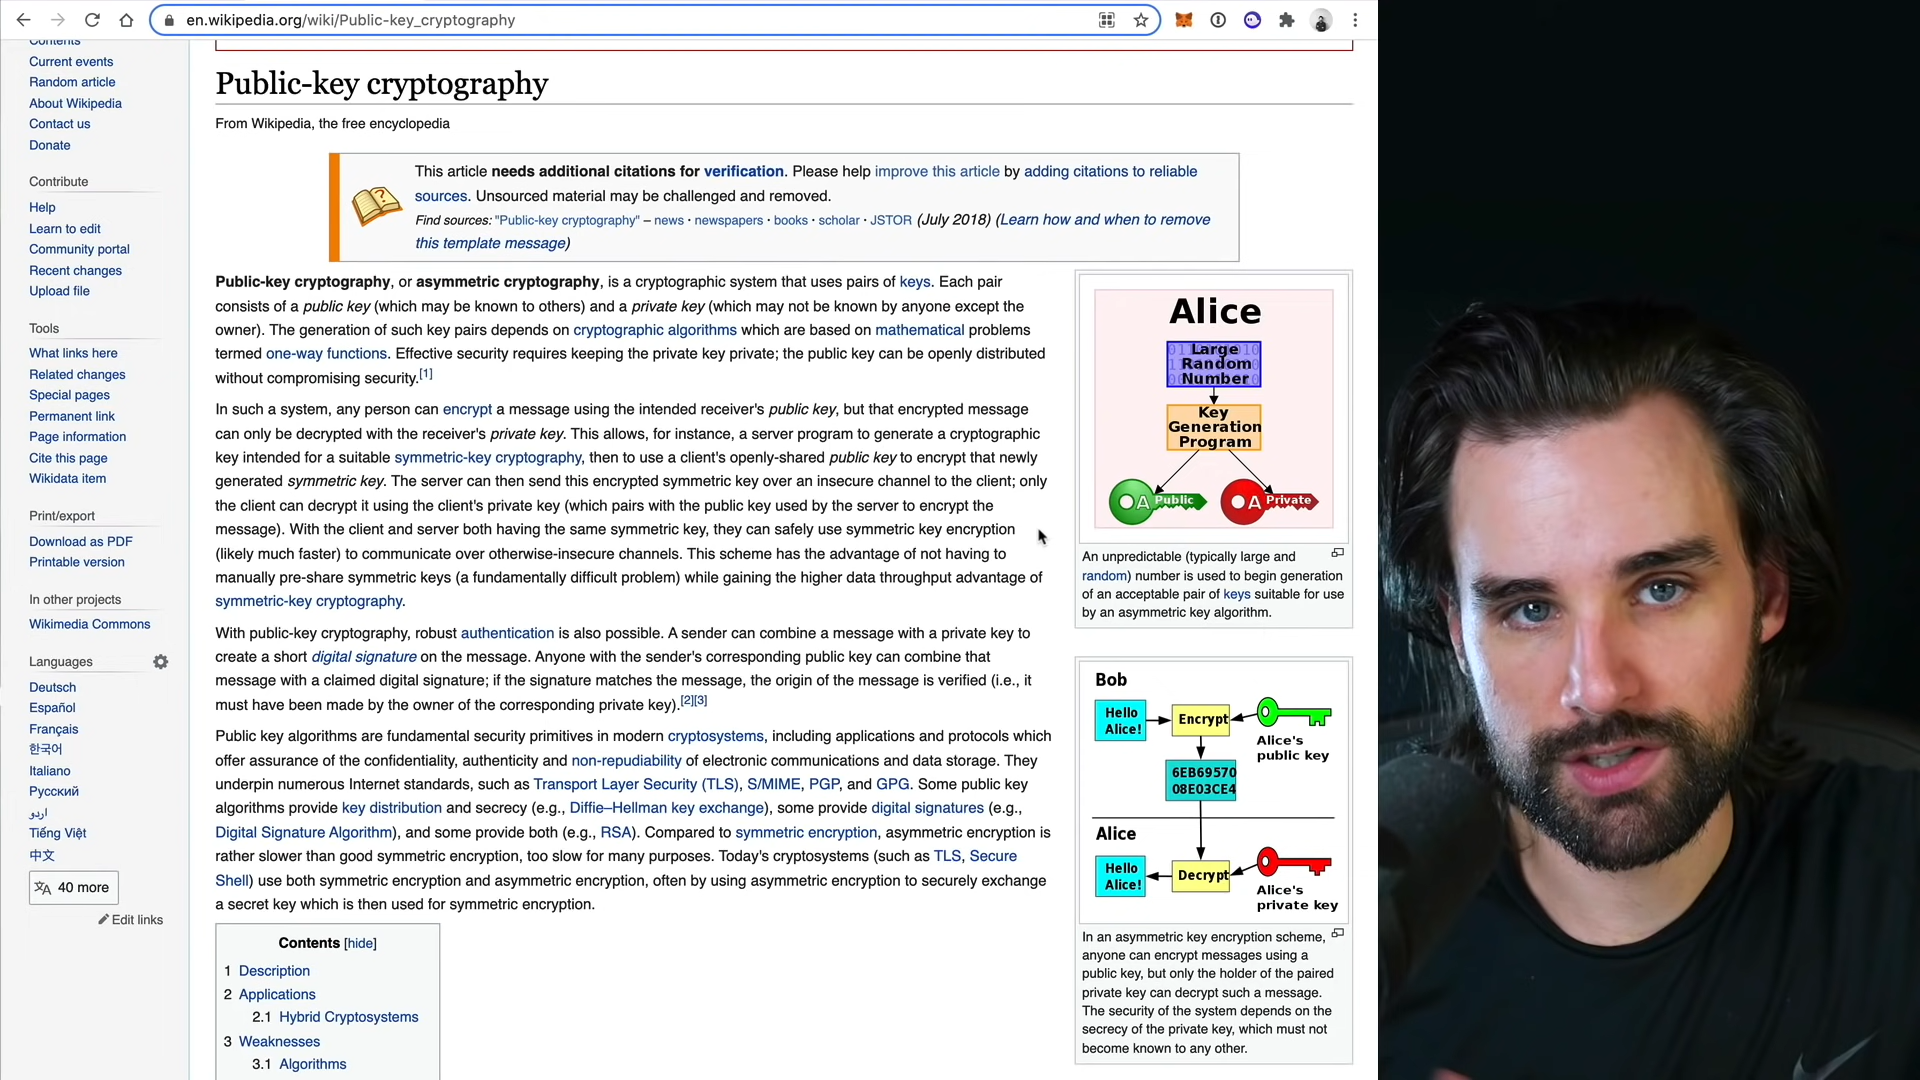 en.wikipedia.org/wiki/Public-key_cryptography
Contents
Current events
Random article
About Wikipedia
Contact us
Donate
Contribute
Help
Learn to edit
Community portal
Recent changes
Upload file
Tools
What links here
Related changes
Special pages
Permanent link
Page information
Cite this page
Wikidata item
Print/export
Download as PDF
Printable version
In other projects
Wikimedia Commons
Languages
Deutsch
Español
Français
한국어
Italiano
Русский
اردو
Tiếng Việt
中文
40 more
Edit links
Public-key cryptography
From Wikipedia, the free encyclopedia
This article needs additional citations for verification. Please help improve this article by adding citations to reliable
sources. Unsourced material may be challenged and removed.
Find sources: "Public-key cryptography" – news · newspapers · books · scholar · JSTOR (July 2018) (Learn how and when to remove
this template message)
Public-key cryptography, or asymmetric cryptography, is a cryptographic system that uses pairs of keys. Each pair
consists of a public key (which may be known to others) and a private key (which may not be known by anyone except the
owner). The generation of such key pairs depends on cryptographic algorithms which are based on mathematical problems
termed one-way functions. Effective security requires keeping the private key private; the public key can be openly distributed
without compromising security.[1]
In such a system, any person can encrypt a message using the intended receiver's public key, but that encrypted message
can only be decrypted with the receiver's private key. This allows, for instance, a server program to generate a cryptographic
key intended for a suitable symmetric-key cryptography, then to use a client's openly-shared public key to encrypt that newly
generated symmetric key. The server can then send this encrypted symmetric key over an insecure channel to the client; only
the client can decrypt it using the client's private key (which pairs with the public key used by the server to encrypt the
message). With the client and server both having the same symmetric key, they can safely use symmetric key encryption
(likely much faster) to communicate over otherwise-insecure channels. This scheme has the advantage of not having to
manually pre-share symmetric keys (a fundamentally difficult problem) while gaining the higher data throughput advantage of
symmetric-key cryptography.
With public-key cryptography, robust authentication is also possible. A sender can combine a message with a private key to
create a short digital signature on the message. Anyone with the sender's corresponding public key can combine that
message with a claimed digital signature; if the signature matches the message, the origin of the message is verified (i.e., it
must have been made by the owner of the corresponding private key).[2][3]
Public key algorithms are fundamental security primitives in modern cryptosystems, including applications and protocols which
offer assurance of the confidentiality, authenticity and non-repudiability of electronic communications and data storage. They
underpin numerous Internet standards, such as Transport Layer Security (TLS), S/MIME, PGP, and GPG. Some public key
algorithms provide key distribution and secrecy (e.g., Diffie–Hellman key exchange), some provide digital signatures (e.g.,
Digital Signature Algorithm), and some provide both (e.g., RSA). Compared to symmetric encryption, asymmetric encryption is
rather slower than good symmetric encryption, too slow for many purposes. Today's cryptosystems (such as TLS, Secure
Shell) use both symmetric encryption and asymmetric encryption, often by using asymmetric encryption to securely exchange
a secret key which is then used for symmetric encryption.
Contents [hide]
1 Description
2 Applications
2.1 Hybrid Cryptosystems
3 Weaknesses
3.1 Algorithms
Alice
Large
Random
Number
Key
Generation
Program
A Public
A Private
An unpredictable (typically large and
random) number is used to begin generation
of an acceptable pair of keys suitable for use
by an asymmetric key algorithm.
Bob
Hello
Alice!
Encrypt
Alice's
public key
6EB69570
08E03CE4
Alice
Hello
Alice!
Decrypt
Alice's
private key
In an asymmetric key encryption scheme,
anyone can encrypt messages using a
public key, but only the holder of the paired
private key can decrypt such a message.
The security of the system depends on the
secrecy of the private key, which must not
become known to any other.